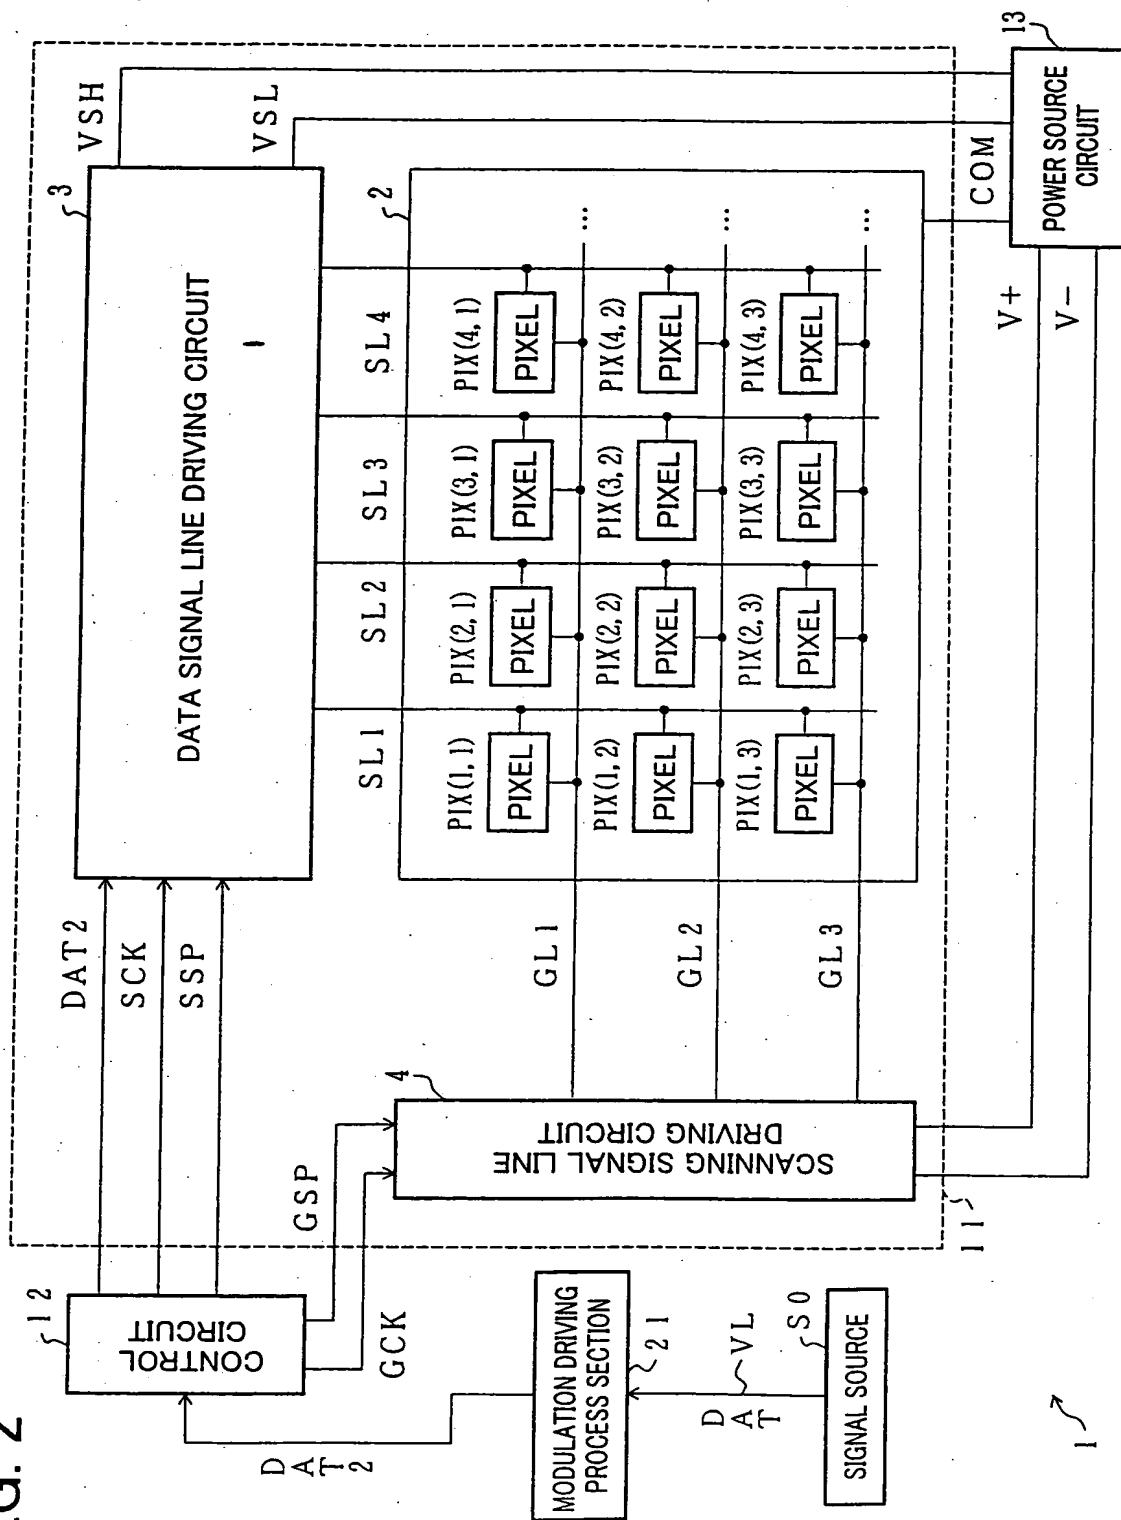 FIG. 2
1
11
VSH
VSL
3
DATA SIGNAL LINE DRIVING CIRCUIT
DAT2
SCK
SSP
12
CONTROL
CIRCUIT
GSP
GCK
DAT2
MODULATION DRIVING
PROCESS SECTION
21
DAT
VL
SIGNAL SOURCE
S0
4
SCANNING SIGNAL LINE
DRIVING CIRCUIT
GL1
GL2
GL3
SL1
SL2
SL3
SL4
2
PIX(1,1)
PIX(2,1)
PIX(3,1)
PIX(4,1)
PIXEL
PIXEL
PIXEL
PIXEL
...
PIX(1,2)
PIX(2,2)
PIX(3,2)
PIX(4,2)
PIXEL
PIXEL
PIXEL
PIXEL
...
PIX(1,3)
PIX(2,3)
PIX(3,3)
PIX(4,3)
PIXEL
PIXEL
PIXEL
PIXEL
...
COM
V+
V-
13
POWER SOURCE
CIRCUIT